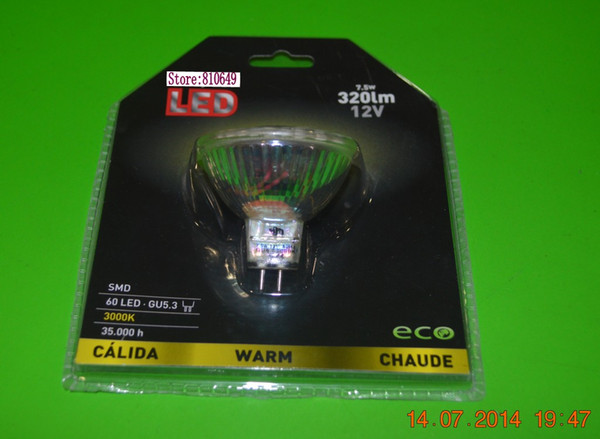 Store:810649
LED
7.5w
320lm
12V
SMD
60 LED - GU5.3
3000K
35.000 h
eco
CÁLIDA WARM CHAUDE
14.07.2014 19:47